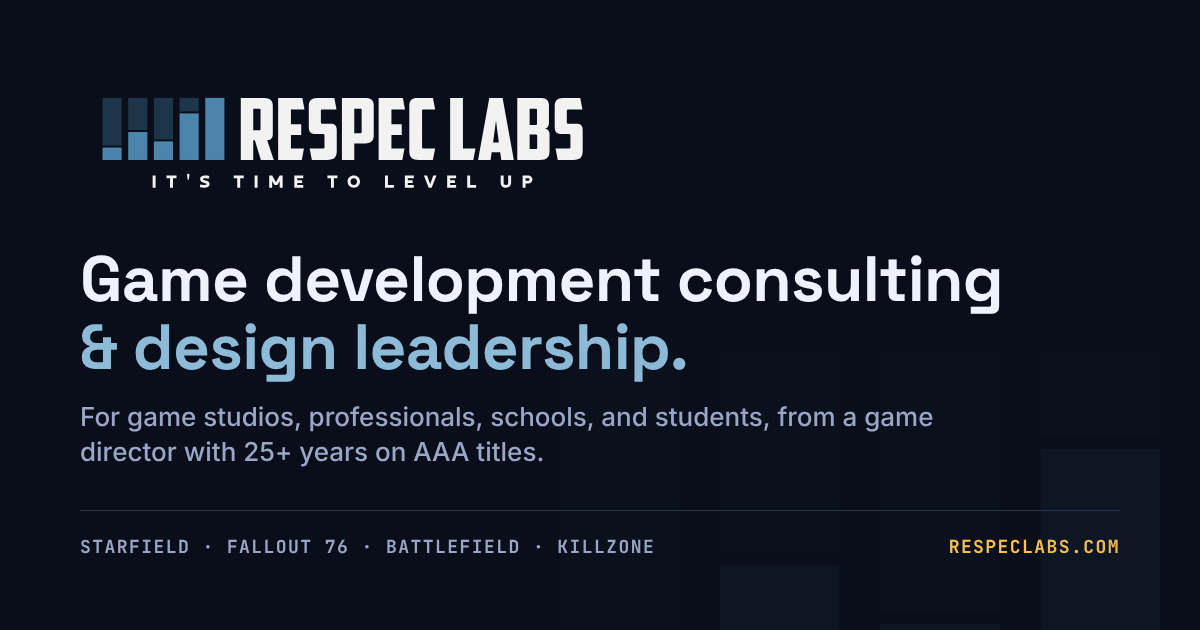 RESPEC LABS
IT'S TIME TO LEVEL UP
Game development consulting
& design leadership.
For game studios, professionals, schools, and students, from a game
director with 25+ years on AAA titles.
STARFIELD · FALLOUT 76 · BATTLEFIELD · KILLZONE
RESPECLABS.COM